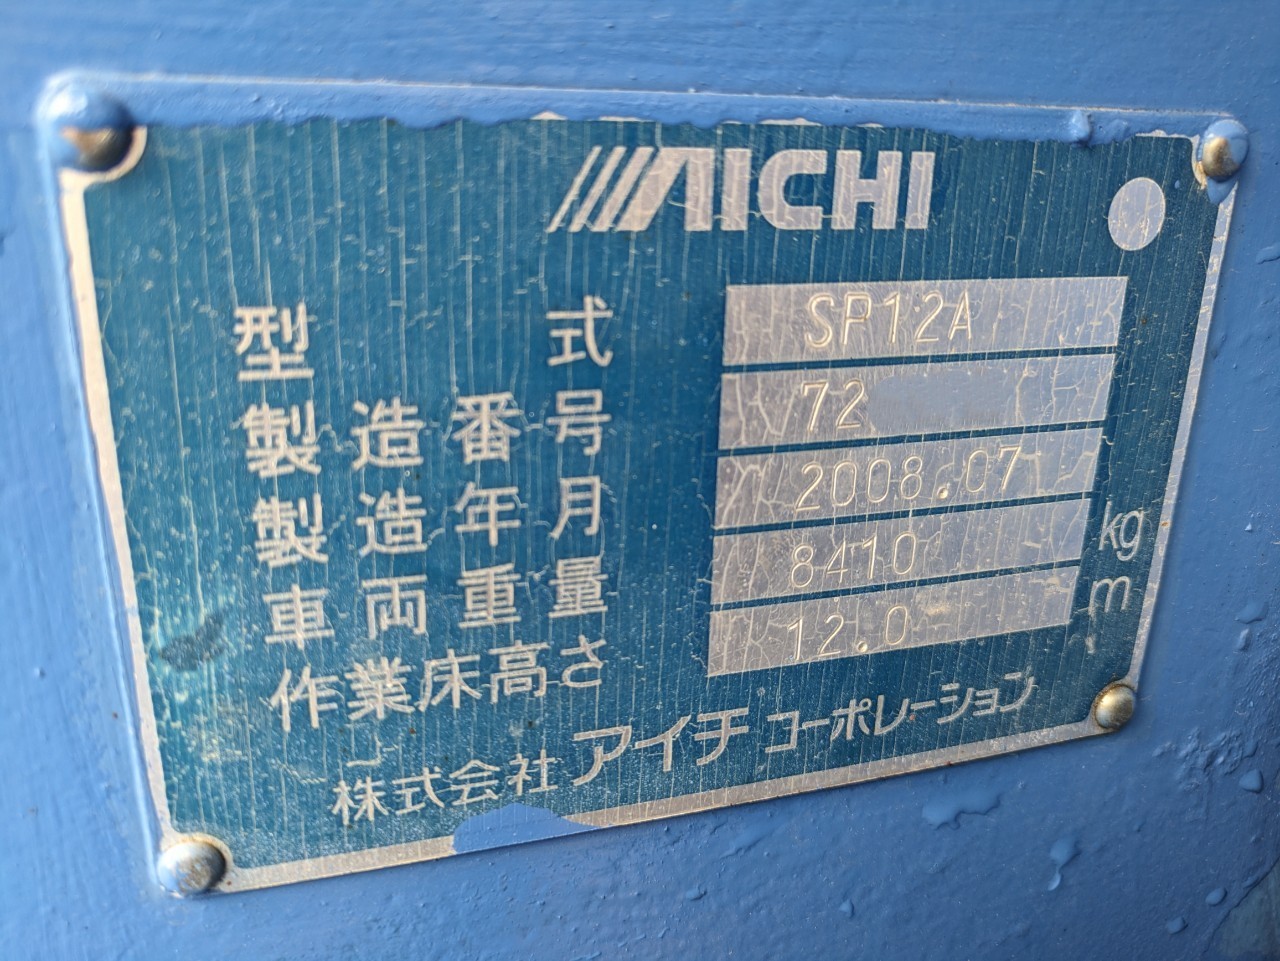 AICHI
型式 SP12A
製造番号 72
製造年月 2008.07
車両重量 8410 kg
作業床高さ 12.0 m
株式会社アイチコーポレーション